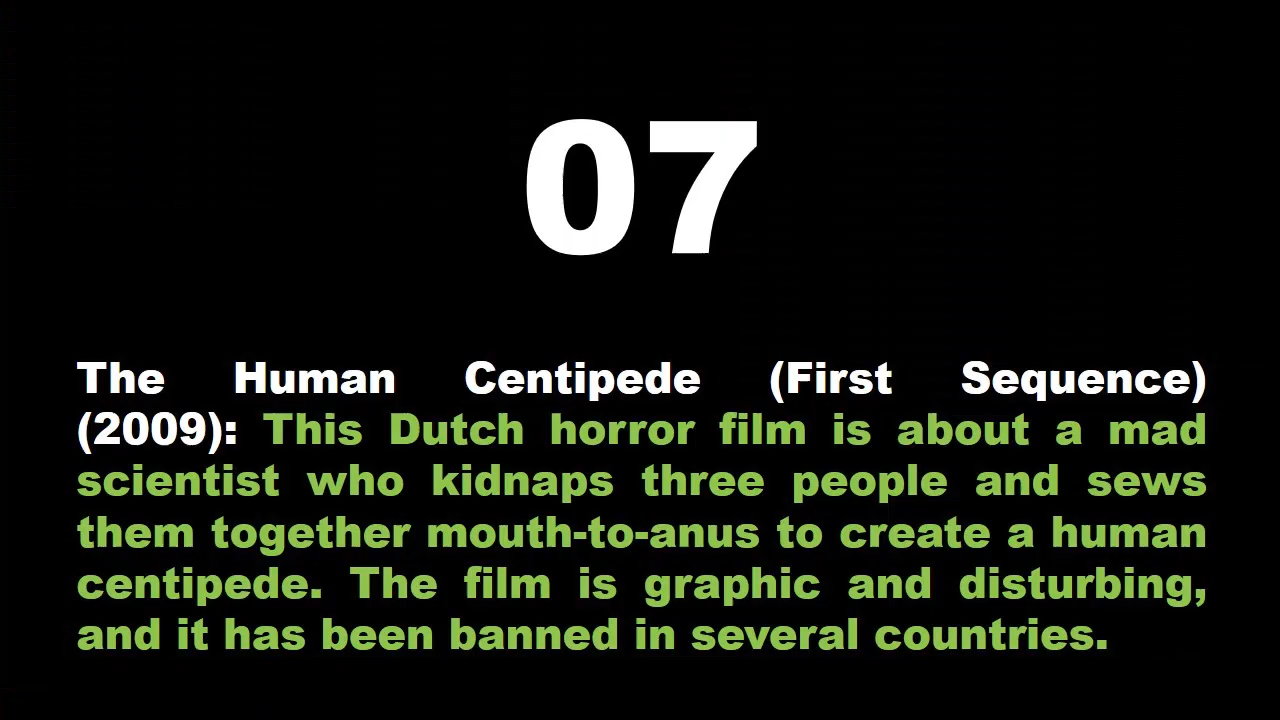 07
The Human Centipede (First Sequence)
(2009): This Dutch horror film is about a mad
scientist who kidnaps three people and sews
them together mouth-to-anus to create a human
centipede. The film is graphic and disturbing,
and it has been banned in several countries.